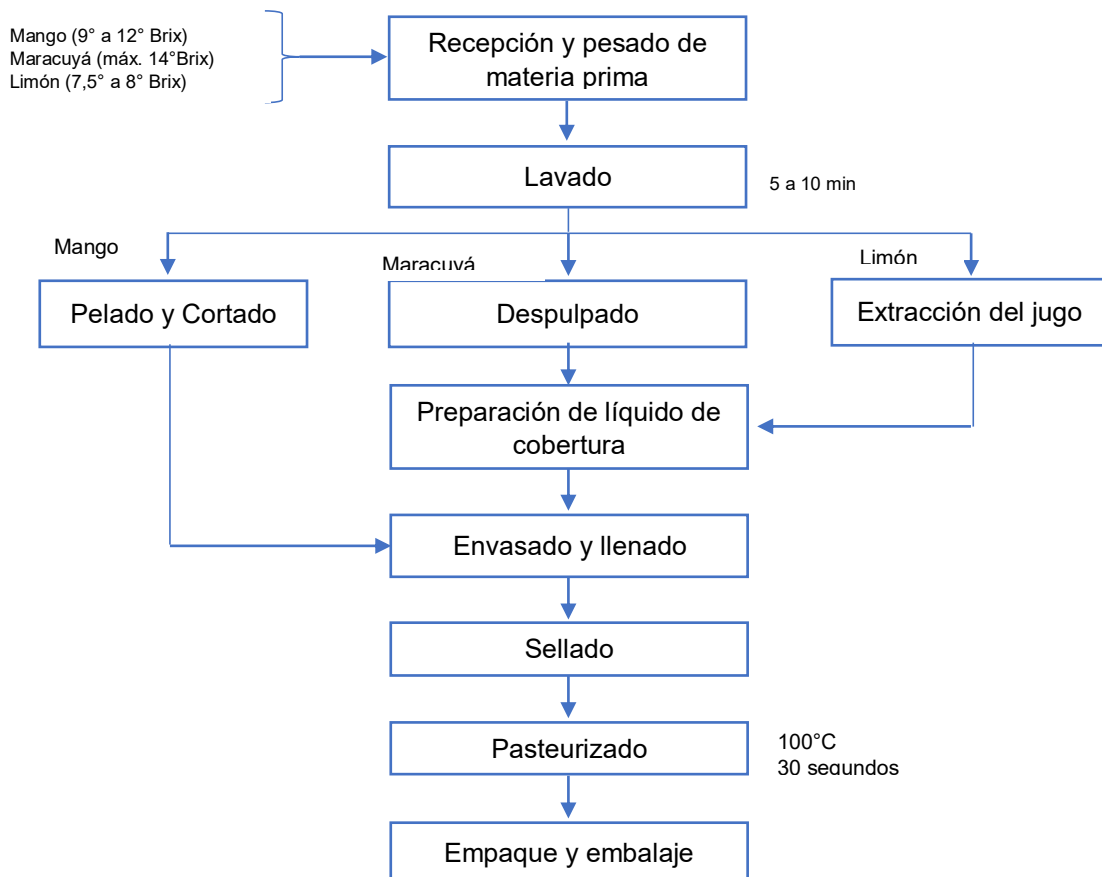 Mango (9° a 12° Brix)
Maracuyá (máx. 14°Brix)
Limón (7,5° a 8° Brix)
Recepción y pesado de
materia prima
Lavado
5 a 10 min
Mango
Maracuyá
Limón
Pelado y Cortado
Despulpado
Extracción del jugo
Preparación de líquido de
cobertura
Envasado y llenado
Sellado
Pasteurizado
100°C
30 segundos
Empaque y embalaje